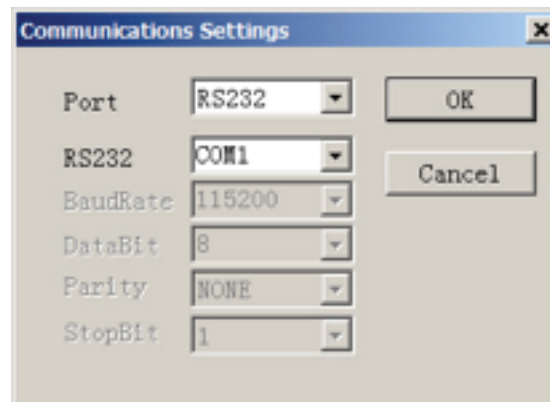 Communications Settings
Port RS232 OK
RS232 COM1
Cancel
BaudRate 115200
DataBit 8
Parity NONE
StopBit 1